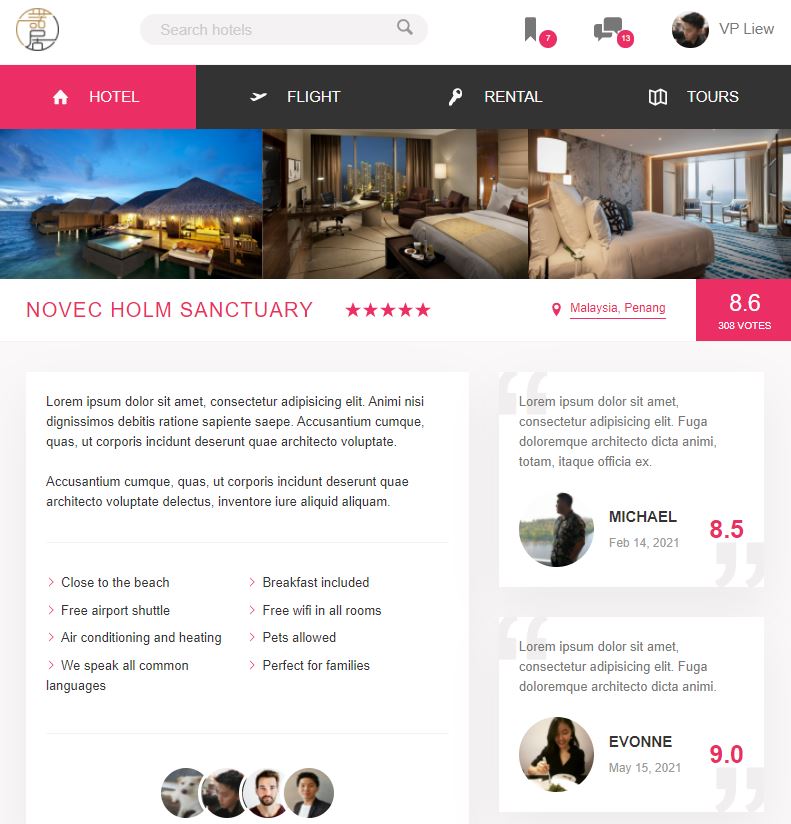 Search hotels
7
13
VP Liew
HOTEL
FLIGHT
RENTAL
TOURS
NOVEC HOLM SANCTUARY
Malaysia, Penang
8.6
308 VOTES
Lorem ipsum dolor sit amet, consectetur adipisicing elit. Animi nisi
dignissimos debitis ratione sapiente saepe. Accusantium cumque,
quas, ut corporis incidunt deserunt quae architecto voluptate.
Accusantium cumque, quas, ut corporis incidunt deserunt quae
architecto voluptate delectus, inventore iure aliquid aliquam.
Close to the beach
Breakfast included
Free airport shuttle
Free wifi in all rooms
Air conditioning and heating
Pets allowed
We speak all common
languages
Perfect for families
“
Lorem ipsum dolor sit amet,
consectetur adipisicing elit. Fuga
doloremque architecto dicta animi,
totam, itaque officia ex.
MICHAEL
Feb 14, 2021
8.5
”
“
Lorem ipsum dolor sit amet,
consectetur adipisicing elit. Fuga
doloremque architecto dicta animi.
EVONNE
May 15, 2021
9.0
”